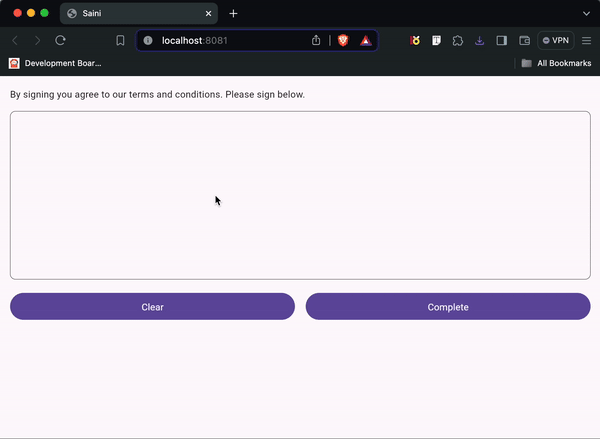 Saini
localhost:8081
VPN
Development Boar...
All Bookmarks
By signing you agree to our terms and conditions. Please sign below.
Clear
Complete